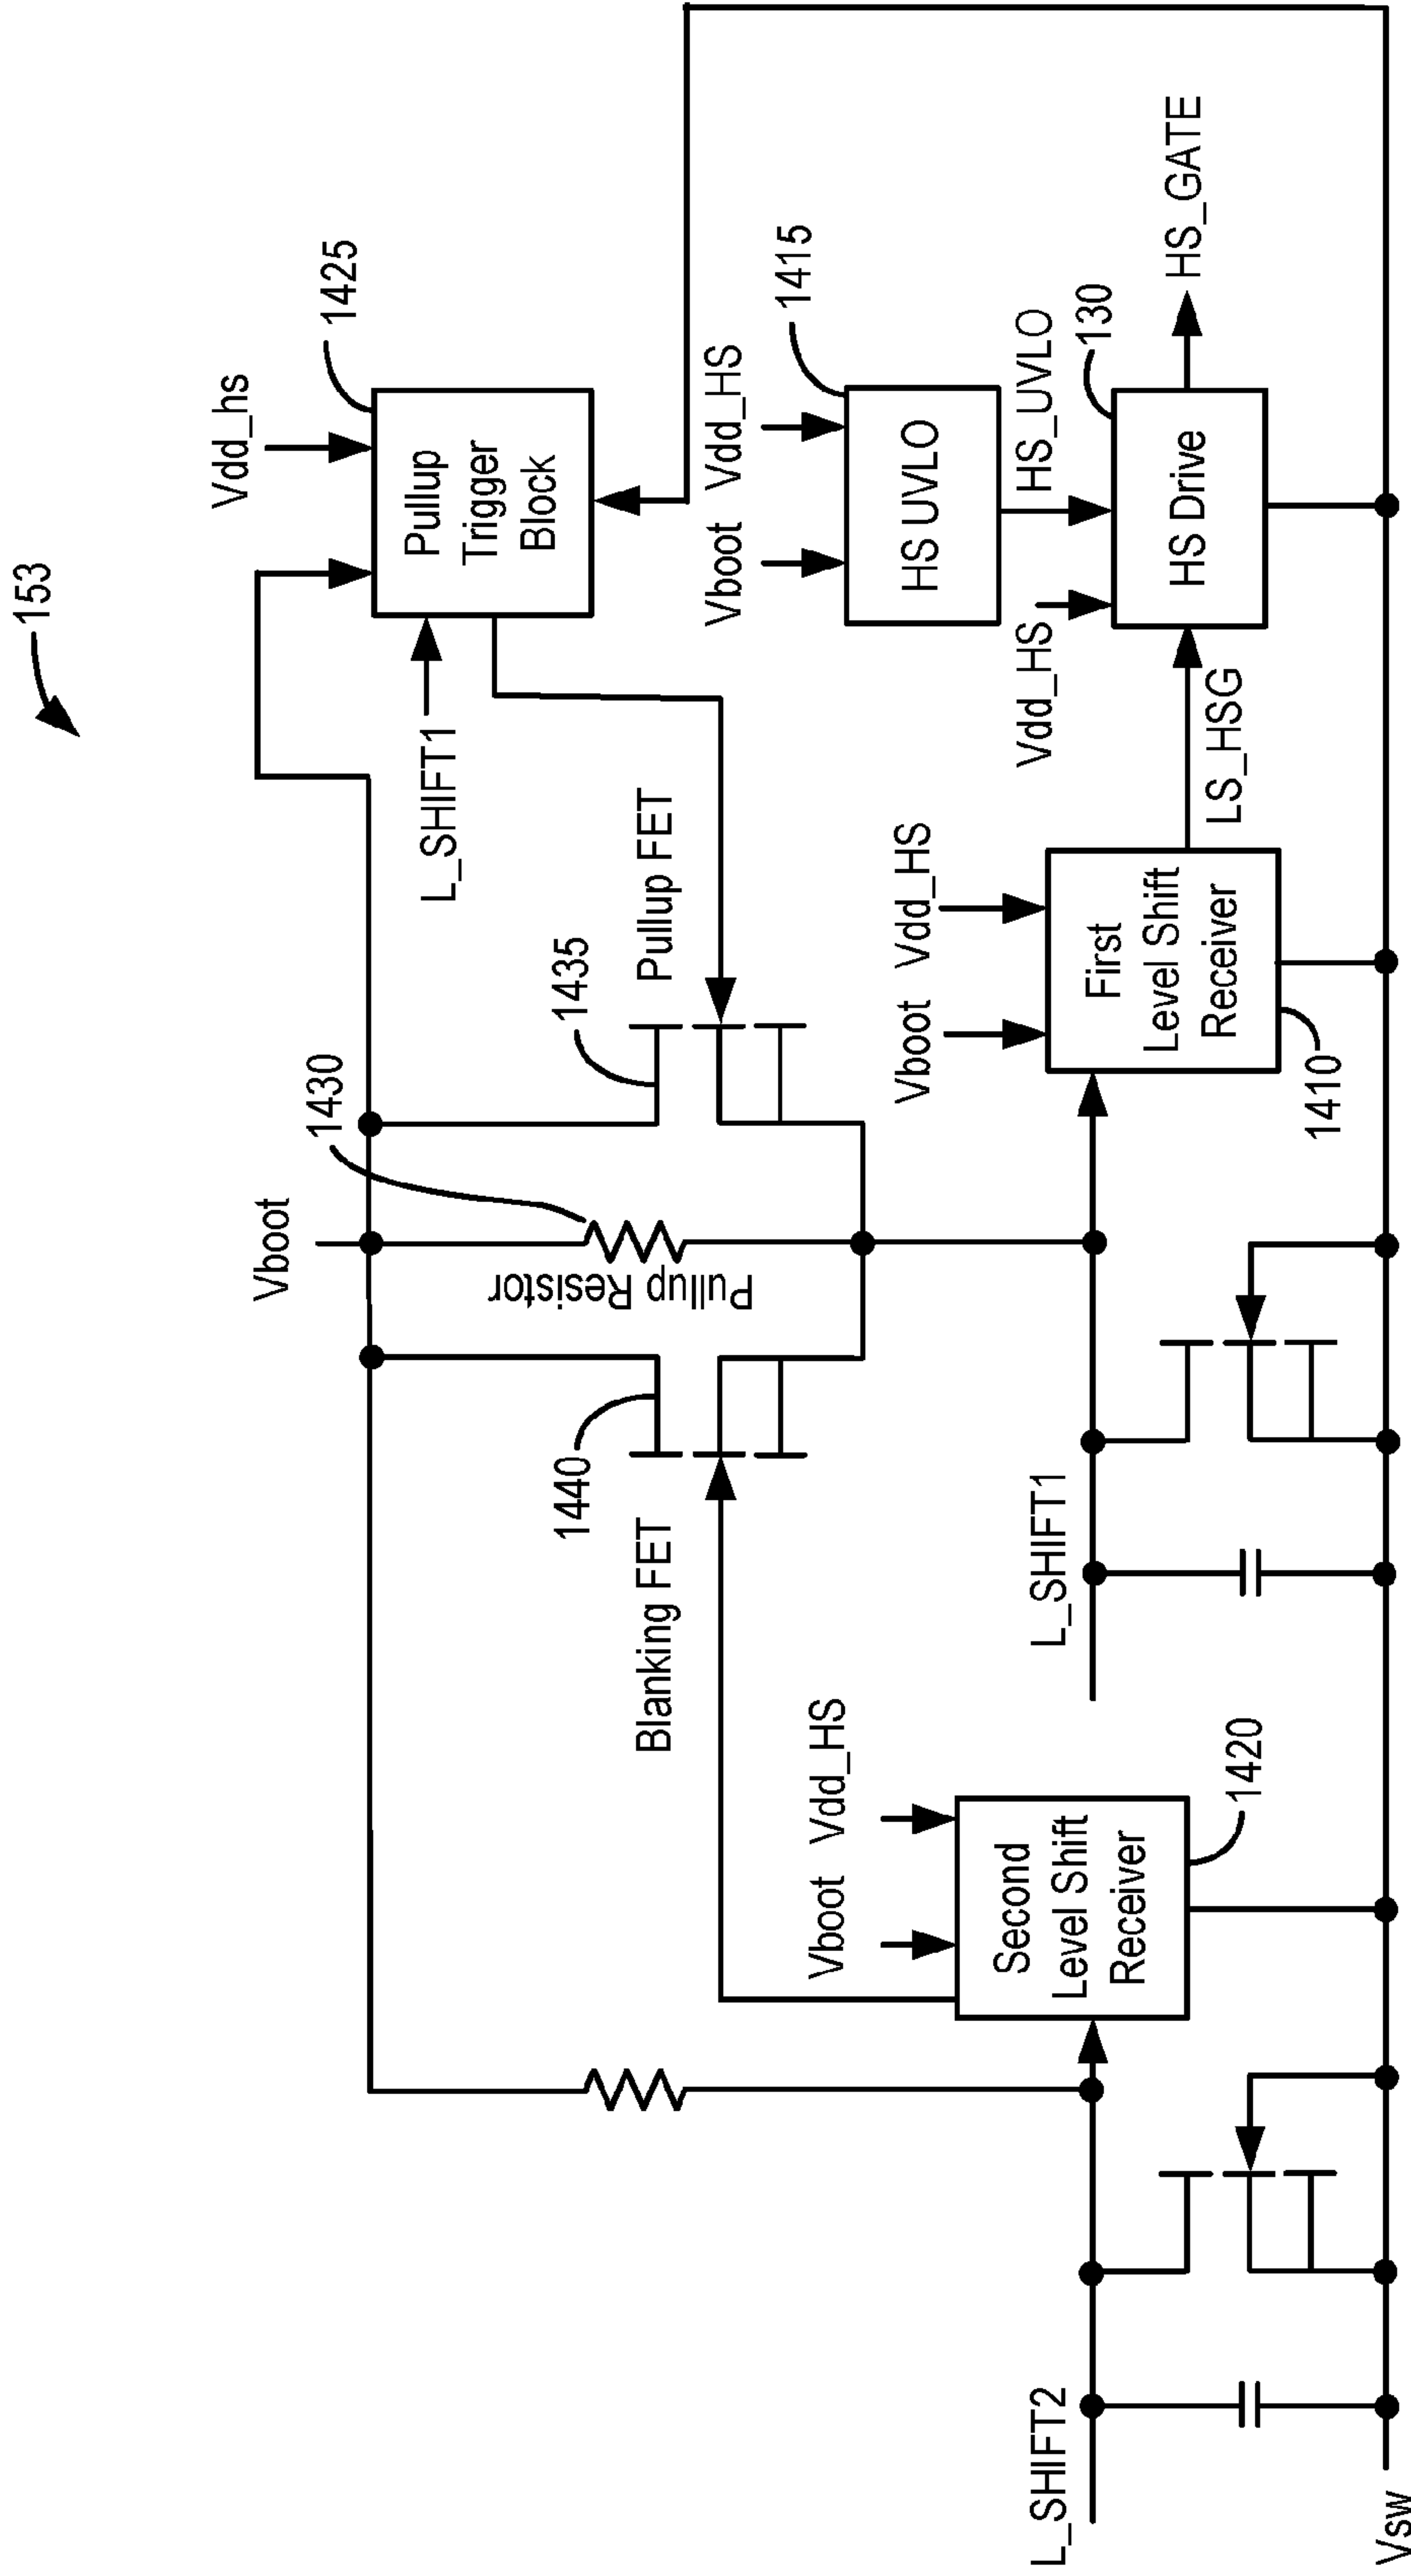 153
Vboot
1430
Pullup Resistor
1435
Pullup FET
1440
Blanking FET
Vdd_hs
1425
Pullup
Trigger
Block
L_SHIFT1
Vboot
Vdd_HS
1415
HS UVLO
HS_UVLO
Vdd_HS
130
HS Drive
HS_GATE
LS_HSG
Vboot
Vdd_HS
First
Level Shift
Receiver
1410
L_SHIFT1
Vboot
Vdd_HS
Second
Level Shift
Receiver
1420
L_SHIFT2
Vsw